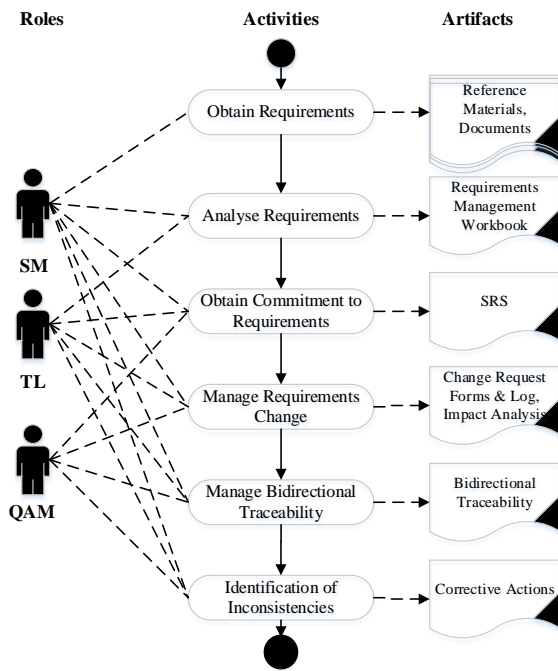 Roles
Activities
Artifacts
Obtain Requirements
Reference
Materials,
Documents
SM
Analyse Requirements
Requirements
Management
Workbook
TL
Obtain Commitment to
Requirements
SRS
QAM
Manage Requirements
Change
Change Request
Forms & Log,
Impact Analysis
Manage Bidirectional
Traceability
Bidirectional
Traceability
Identification of
Inconsistencies
Corrective Actions